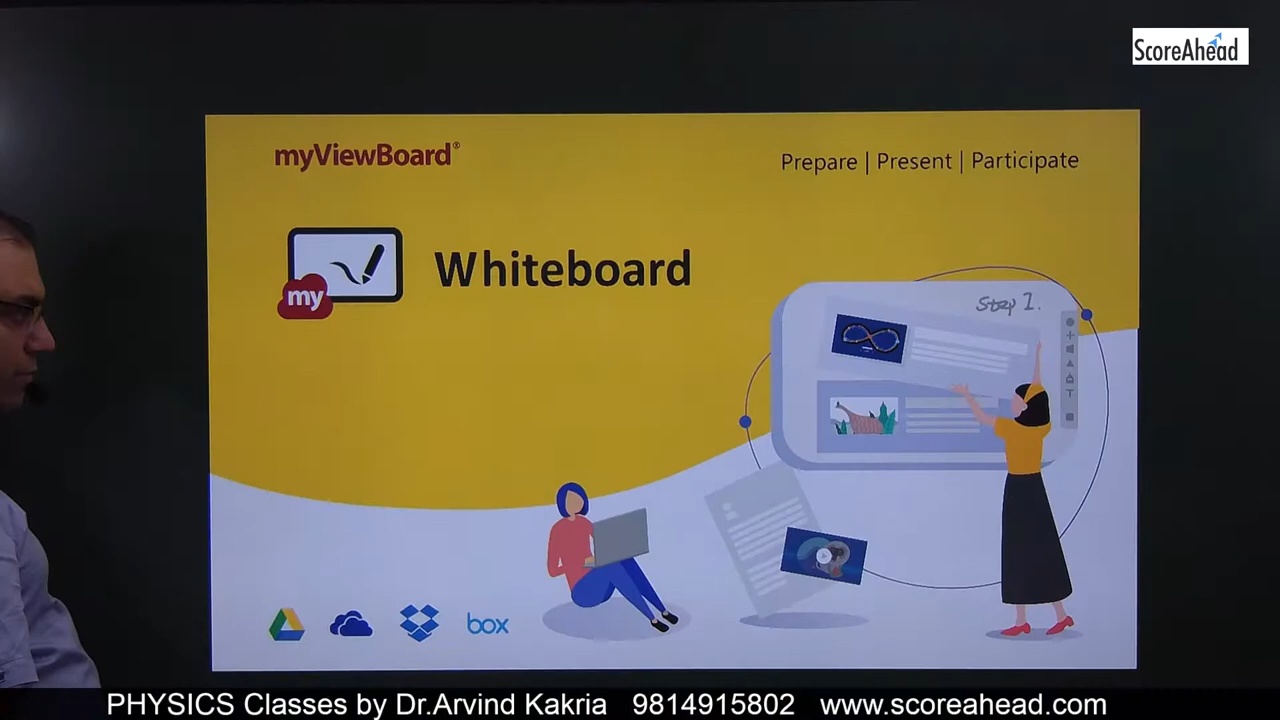 ScoreAhead
myViewBoard®
Prepare | Present | Participate
my
Whiteboard
Step 1.
T
box
PHYSICS Classes by Dr.Arvind Kakria 9814915802 www.scoreahead.com